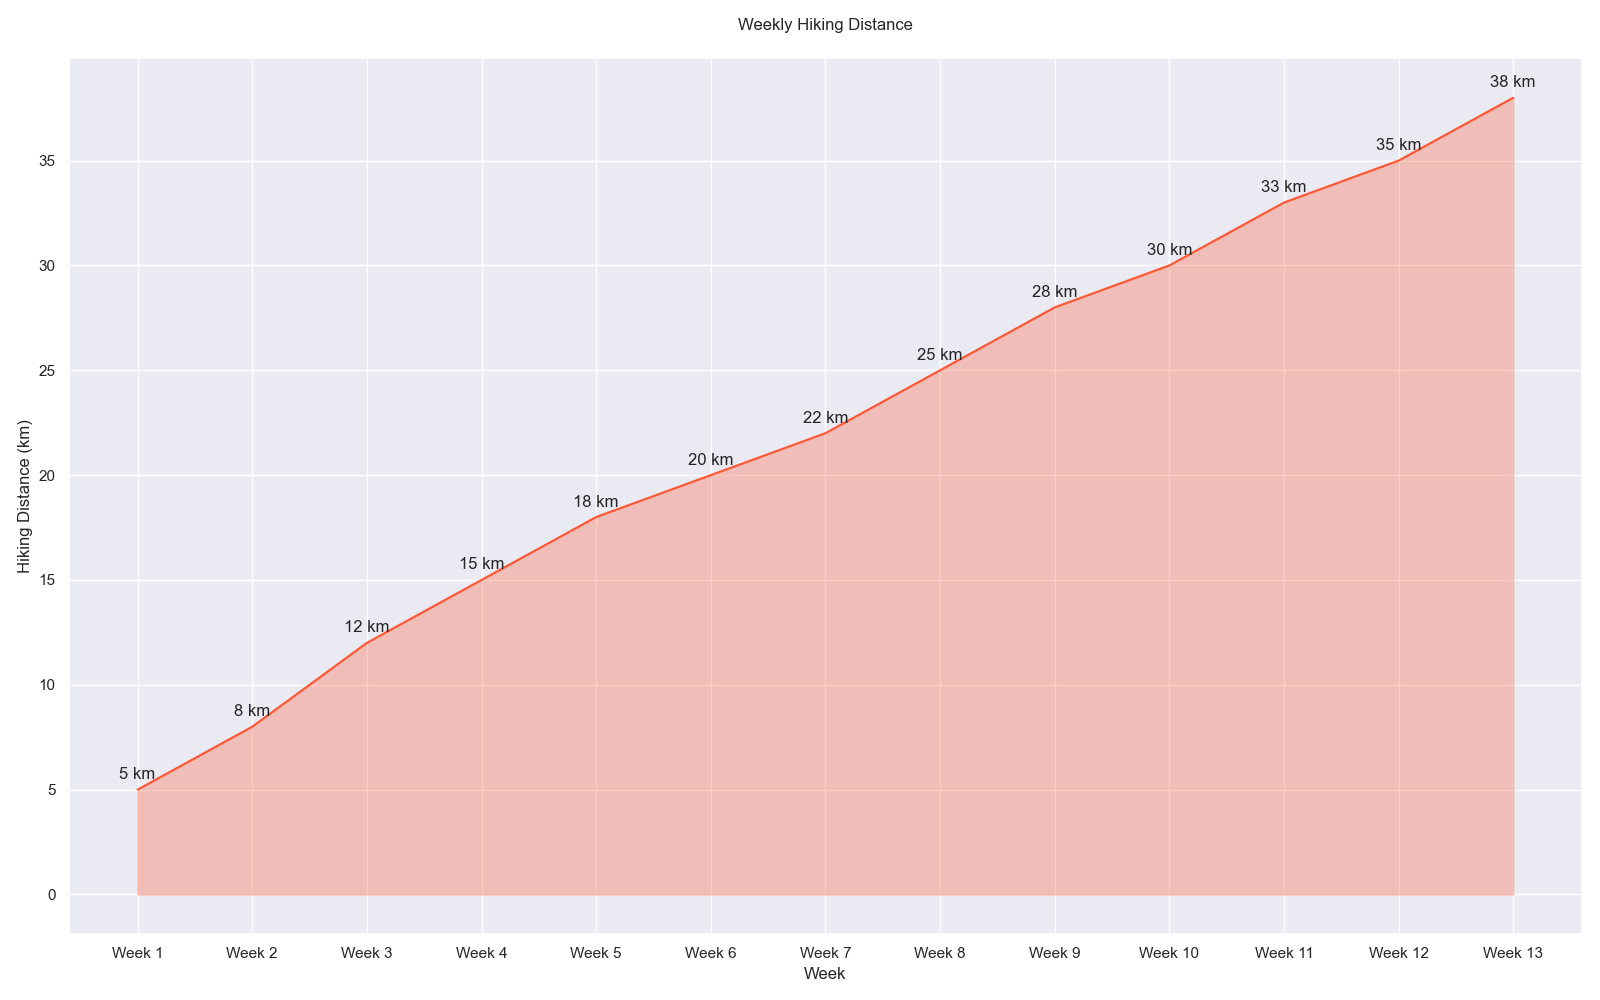 Weekly Hiking Distance
38 km
35 km
33 km
30 km
28 km
25 km
22 km
20 km
18 km
15 km
12 km
8 km
5 km
35
30
25
20
15
10
5
0
Hiking Distance (km)
Week 1 Week 2 Week 3 Week 4 Week 5 Week 6 Week 7 Week 8 Week 9 Week 10 Week 11 Week 12 Week 13
Week